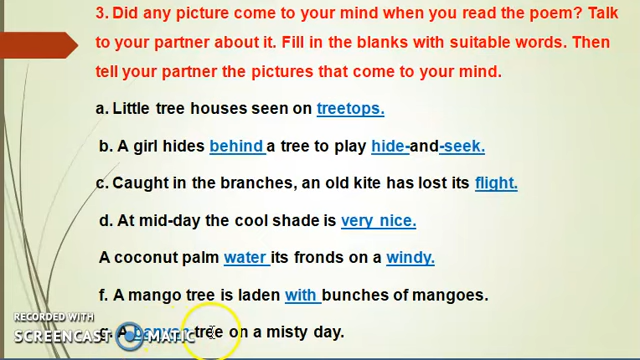 3. Did any picture come to your mind when you read the poem? Talk
to your partner about it. Fill in the blanks with suitable words. Then
tell your partner the pictures that come to your mind.
a. Little tree houses seen on treetops.
b. A girl hides behind a tree to play hide-and-seek.
c. Caught in the branches, an old kite has lost its flight.
d. At mid-day the cool shade is very nice.
A coconut palm water its fronds on a windy.
f. A mango tree is laden with bunches of mangoes.
A tree on a misty day.
RECORDED WITH
SCREENCAST MATIC